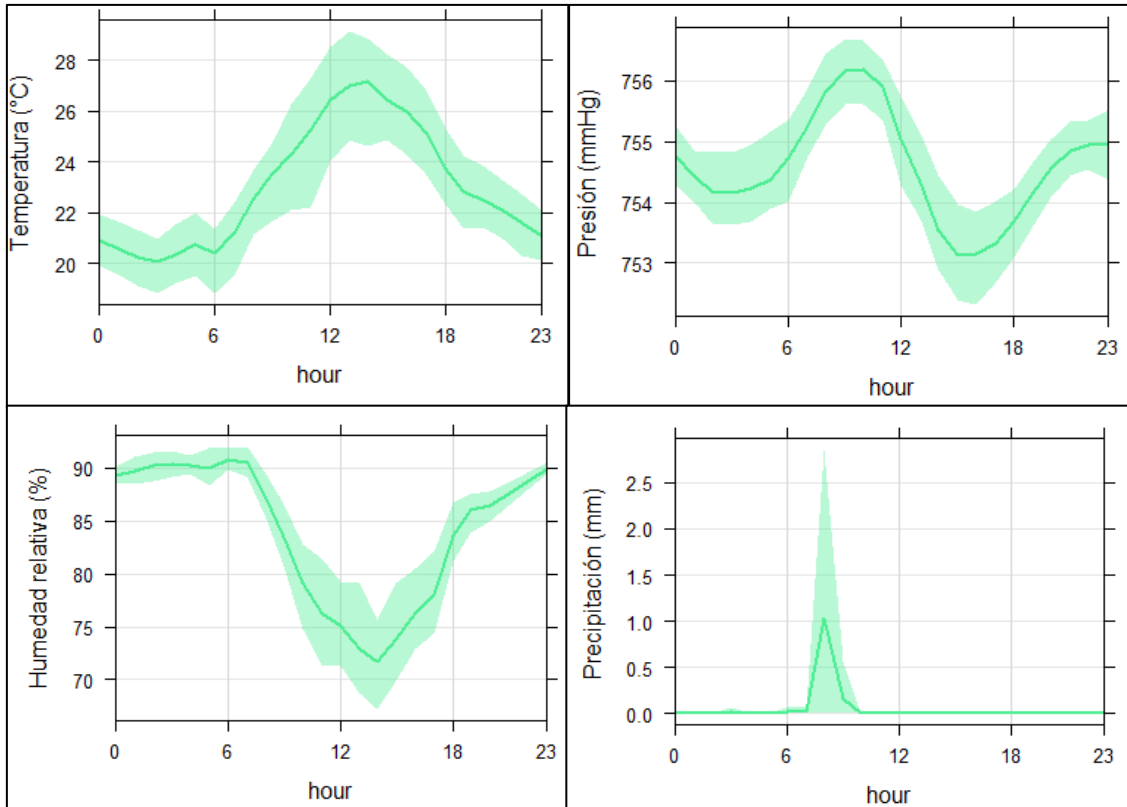 Temperatura (°C)
28
26
24
22
20
0 6 12 18 23
hour
Presión (mmHg)
756
755
754
753
0 6 12 18 23
hour
Humedad relativa (%)
90
85
80
75
70
0 6 12 18 23
hour
Precipitación (mm)
2.5
2.0
1.5
1.0
0.5
0.0
0 6 12 18 23
hour